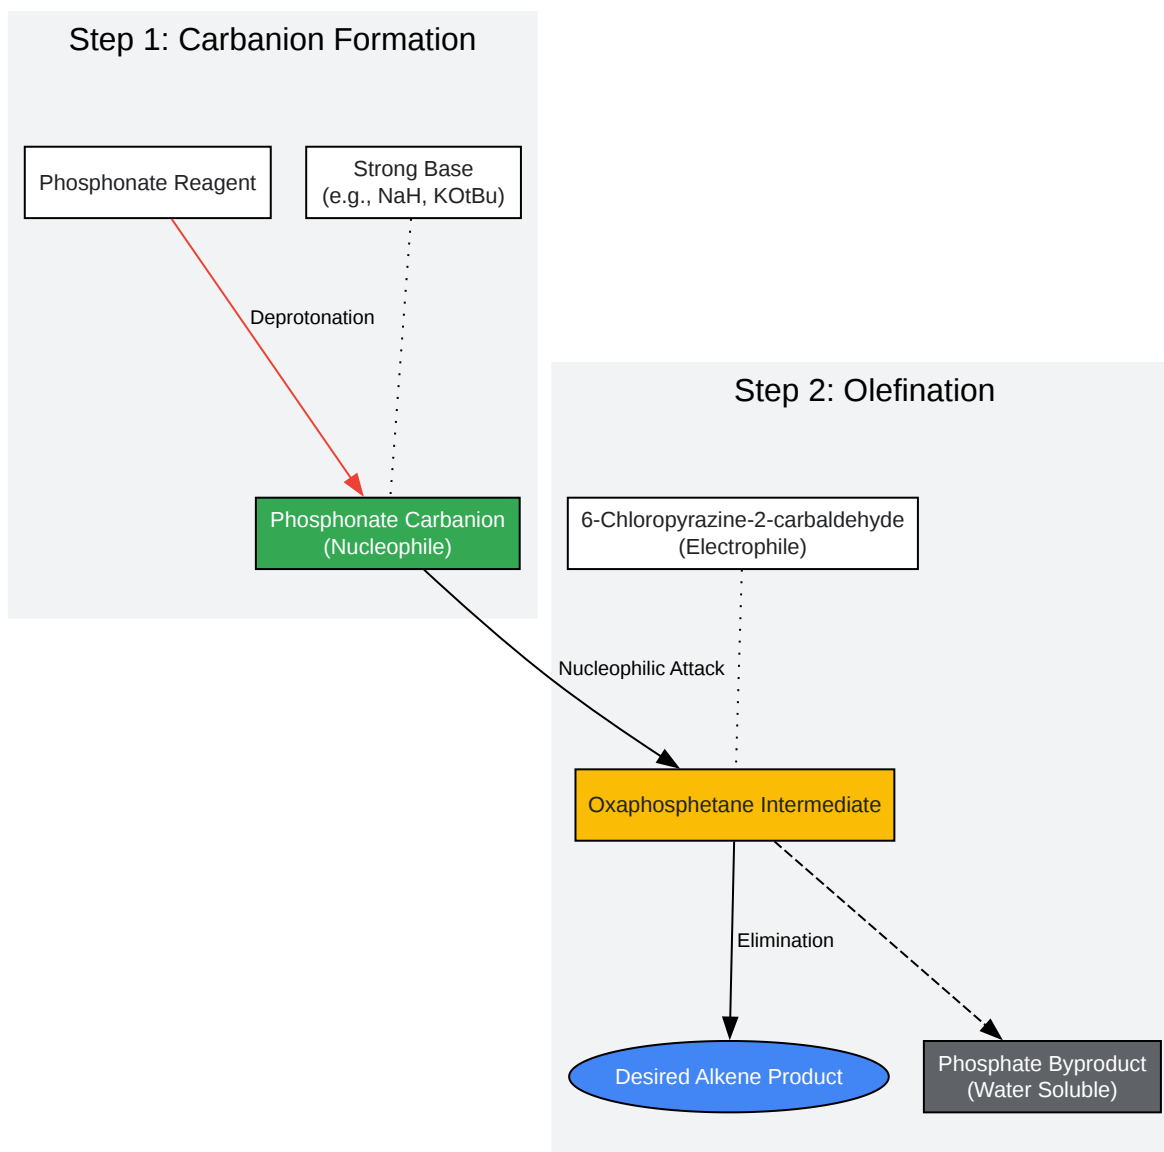 Step 1: Carbanion Formation
Phosphonate Reagent
Strong Base
(e.g., NaH, KOtBu)
Deprotonation
Phosphonate Carbanion
(Nucleophile)
Step 2: Olefination
6-Chloropyrazine-2-carbaldehyde
(Electrophile)
Nucleophilic Attack
Oxaphosphetane Intermediate
Elimination
Desired Alkene Product
Phosphate Byproduct
(Water Soluble)